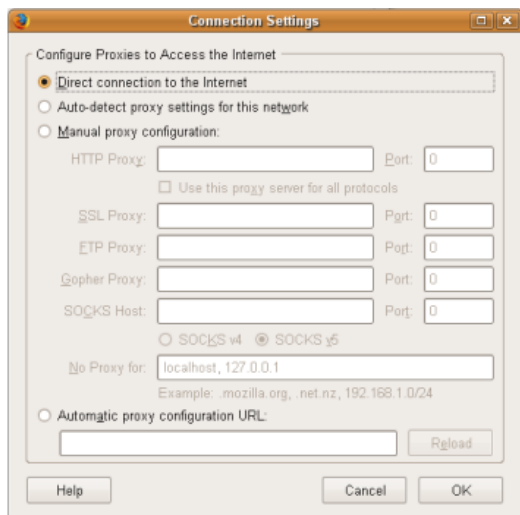 Connection Settings
Configure Proxies to Access the Internet
Direct connection to the Internet
Auto-detect proxy settings for this network
Manual proxy configuration:
HTTP Proxy: Port: 0
Use this proxy server for all protocols
SSL Proxy: Port: 0
FTP Proxy: Port: 0
Gopher Proxy: Port: 0
SOCKS Host: Port: 0
SOCKS v4 SOCKS v5
No Proxy for: localhost, 127.0.0.1
Example: .mozilla.org, .net.nz, 192.168.1.0/24
Automatic proxy configuration URL:
Reload
Help Cancel OK